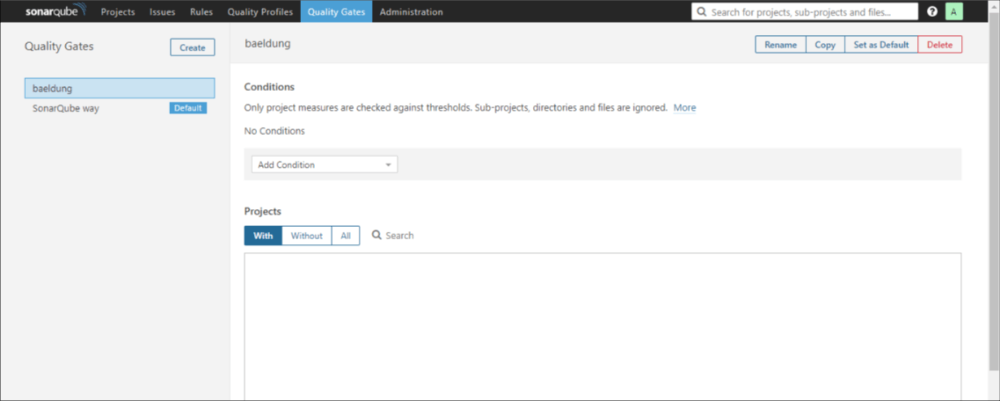 sonarqube Projects Issues Rules Quality Profiles Quality Gates Administration Search for projects, sub-projects and files... ? A
Quality Gates Create
baeldung
SonarQube way Default
baeldung Rename Copy Set as Default Delete
Conditions
Only project measures are checked against thresholds. Sub-projects, directories and files are ignored. More
No Conditions
Add Condition
Projects
With Without All Search